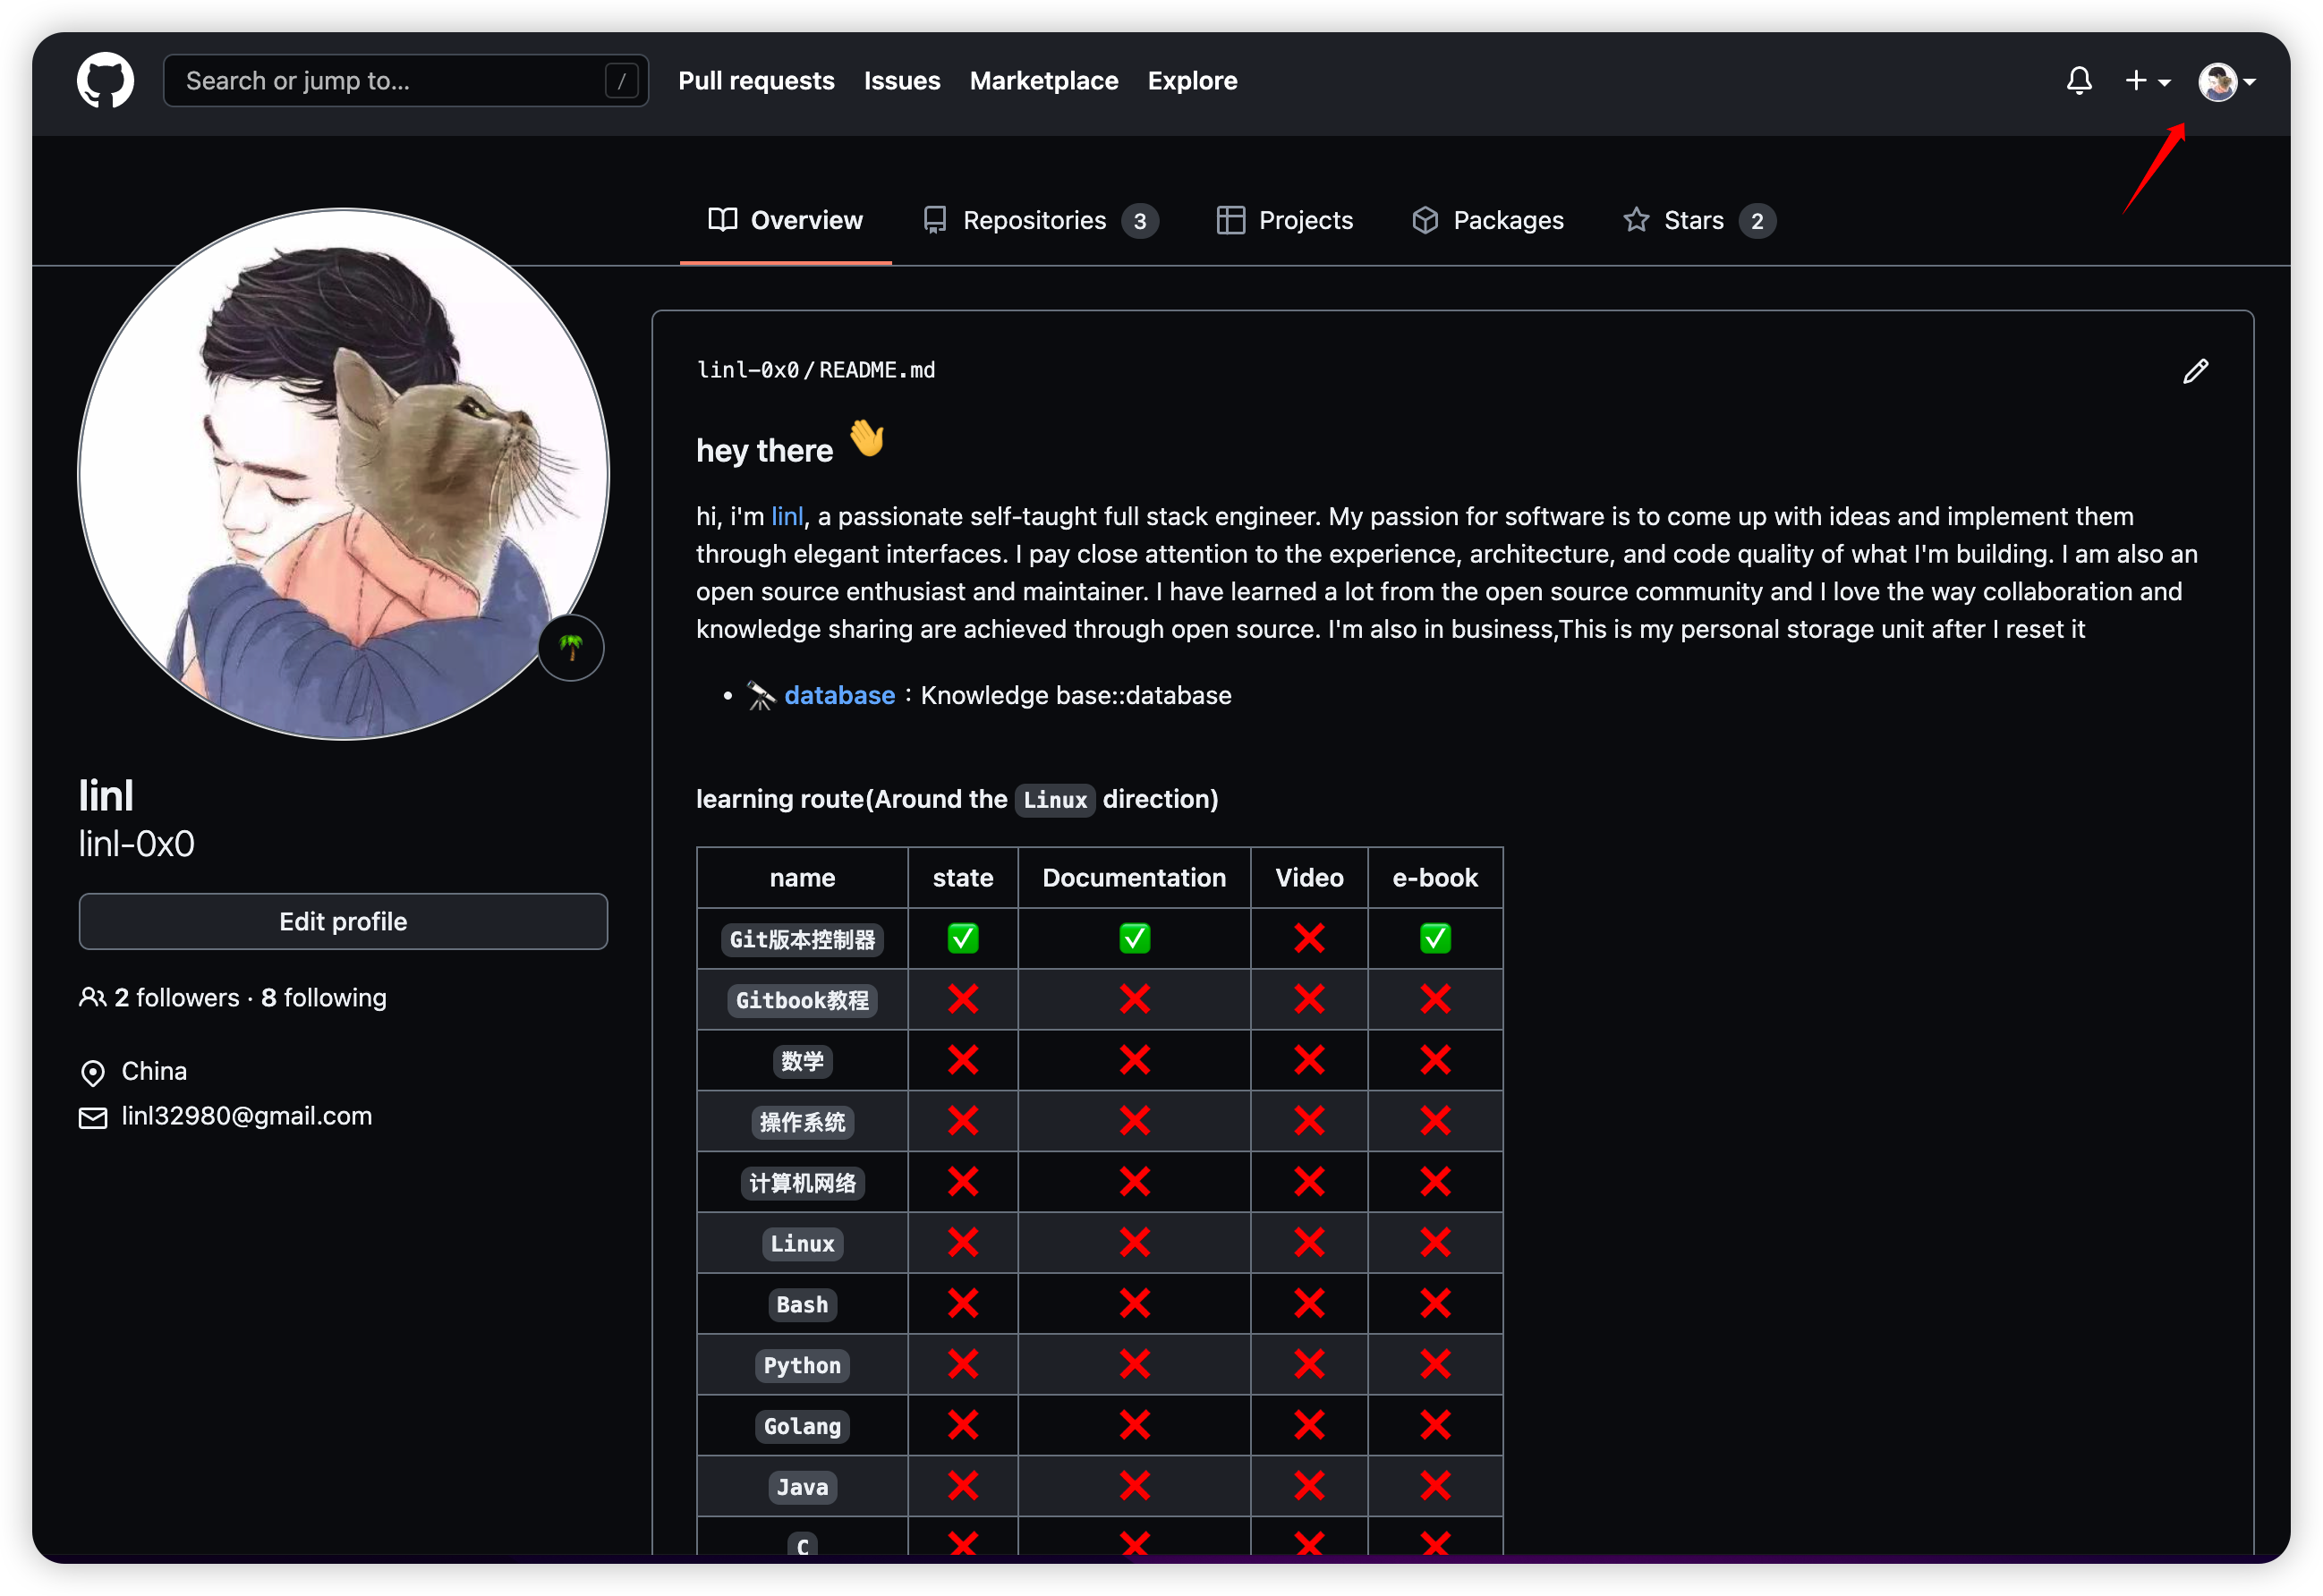 Search or jump to... / Pull requests Issues Marketplace Explore
Overview Repositories 3 Projects Packages Stars 2
linl-0x0/README.md
hey there 👋
hi, i'm linl, a passionate self-taught full stack engineer. My passion for software is to come up with ideas and implement them
through elegant interfaces. I pay close attention to the experience, architecture, and code quality of what I'm building. I am also an
open source enthusiast and maintainer. I have learned a lot from the open source community and I love the way collaboration and
knowledge sharing are achieved through open source. I'm also in business,This is my personal storage unit after I reset it
• 🔭 database：Knowledge base::database
linl
linl-0x0
Edit profile
2 followers · 8 following
China
linl32980@gmail.com
learning route(Around the Linux direction)
name state Documentation Video e-book
Git版本控制器 ✅ ✅ ❌ ✅
Gitbook教程 ❌ ❌ ❌ ❌
数学 ❌ ❌ ❌ ❌
操作系统 ❌ ❌ ❌ ❌
计算机网络 ❌ ❌ ❌ ❌
Linux ❌ ❌ ❌ ❌
Bash ❌ ❌ ❌ ❌
Python ❌ ❌ ❌ ❌
Golang ❌ ❌ ❌ ❌
Java ❌ ❌ ❌ ❌
C ❌ ❌ ❌ ❌